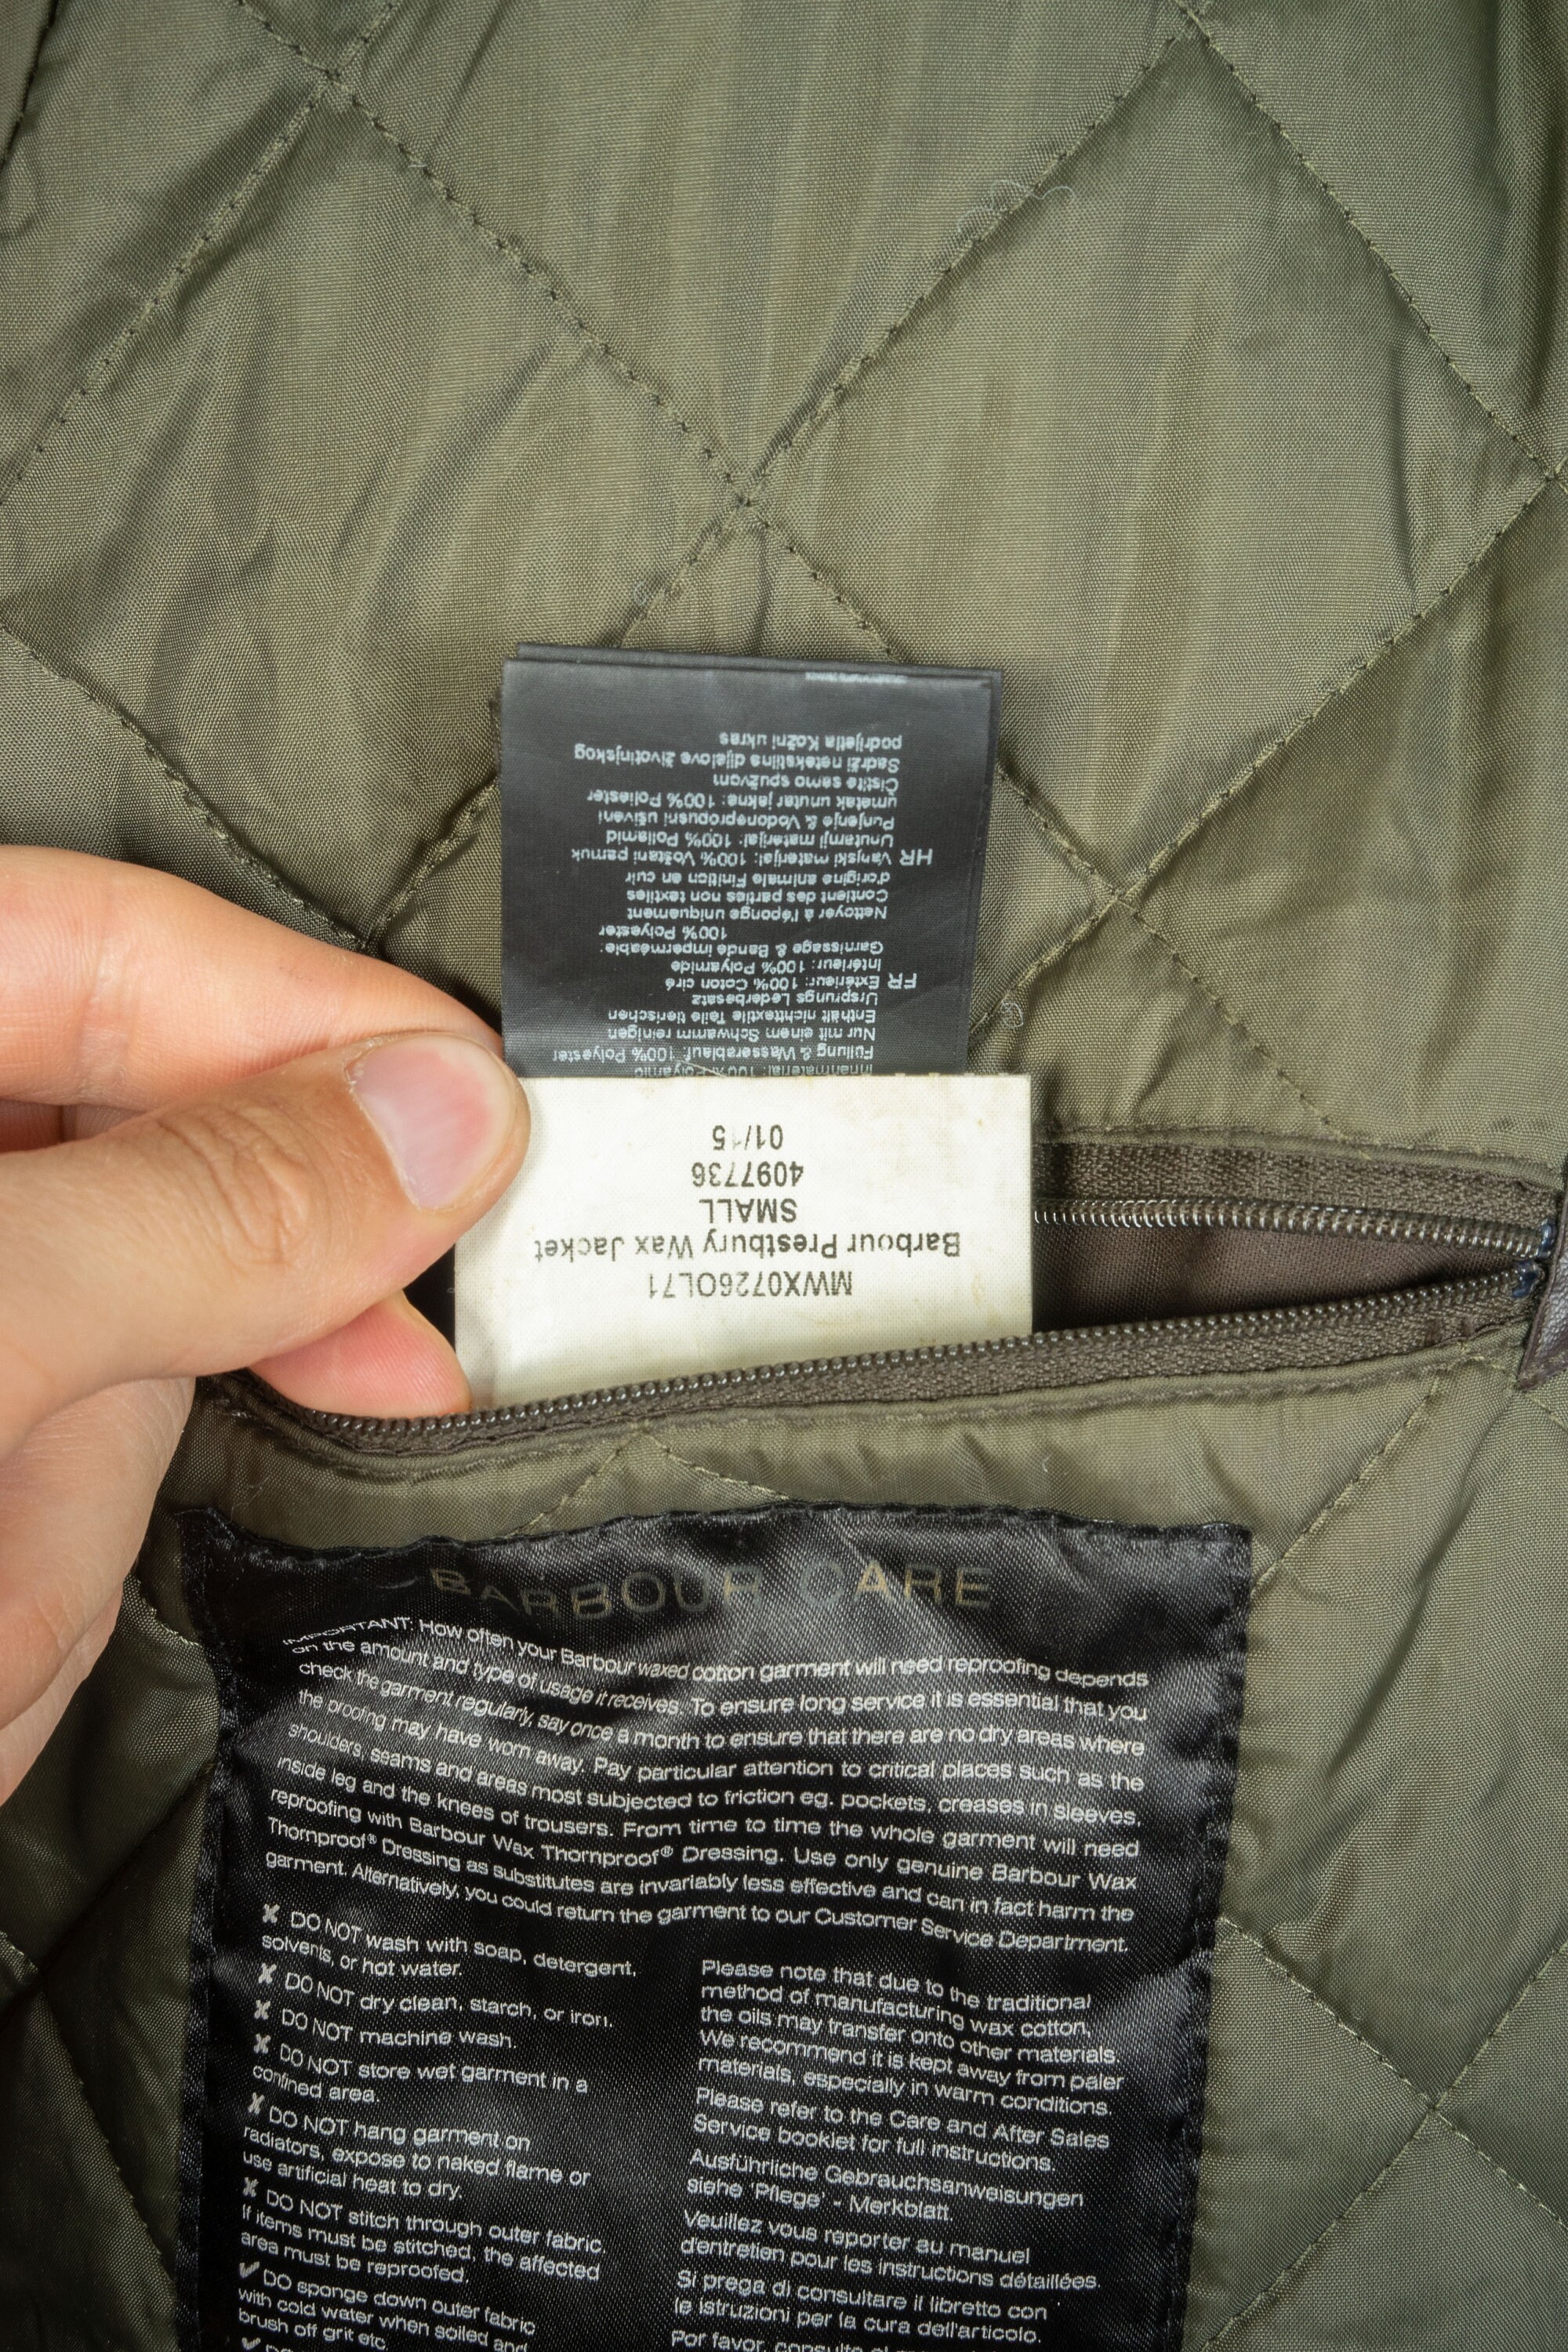 MWX0726OL71
Barbour Prestbury Wax Jacket
SMALL
4097736
01/15
Innenmaterial: 100% Polyamid
Füllung & Wasserablauf: 100% Polyester
Nur mit einem Schwamm reinigen
Enthält nichttextile Teile tierischen
Ursprungs Lederbesatz
FR Extérieur: 100% Coton ciré
Intérieur: 100% Polyamide
Garnissage & Bande imperméable:
100% Polyester
Nettoyer à l'éponge uniquement
Contient des parties non textiles
d'origine animale Finition en cuir
HR Vanjski materijal: 100% Voštani pamuk
Unutarnji materijal: 100% Poliamid
Punjenje & Vodonepropusni ušiveni
umetak unutar jakne: 100% Poliester
Čistite samo spužvom
Sadrži netekstilne dijelove životinjskog
podrijetla Kožni ukras
BARBOUR CARE
IMPORTANT: How often your Barbour waxed cotton garment will need reproofing depends
on the amount and type of usage it receives. To ensure long service it is essential that you
check the garment regularly, say once a month to ensure that there are no dry areas where
the proofing may have worn away. Pay particular attention to critical places such as the
shoulders, seams and areas most subjected to friction eg. pockets, creases in sleeves,
inside leg and the knees of trousers. From time to time the whole garment will need
reproofing with Barbour Wax Thornproof® Dressing. Use only genuine Barbour Wax
Thornproof® Dressing as substitutes are invariably less effective and can in fact harm the
garment. Alternatively, you could return the garment to our Customer Service Department.
✘ DO NOT wash with soap, detergent,
solvents, or hot water.
✘ DO NOT dry clean, starch, or iron.
✘ DO NOT machine wash.
✘ DO NOT store wet garment in a
confined area.
✘ DO NOT hang garment on
radiators, expose to naked flame or
use artificial heat to dry.
✘ DO NOT stitch through outer fabric
If items must be stitched, the affected
area must be reproofed.
✔ DO sponge down outer fabric
with cold water when soiled and
brush off grit etc
Please note that due to the traditional
method of manufacturing wax cotton,
the oils may transfer onto other materials.
We recommend it is kept away from paler
materials, especially in warm conditions.
Please refer to the Care and After Sales
Service booklet for full instructions.
Ausführliche Gebrauchsanweisungen
siehe 'Pflege' - Merkblatt.
Veuillez vous reporter au manuel
d'entretien pour les instructions détaillées.
Si prega di consultare il libretto con
le istruzioni per la cura dell'articolo.
Por favor, consulte el